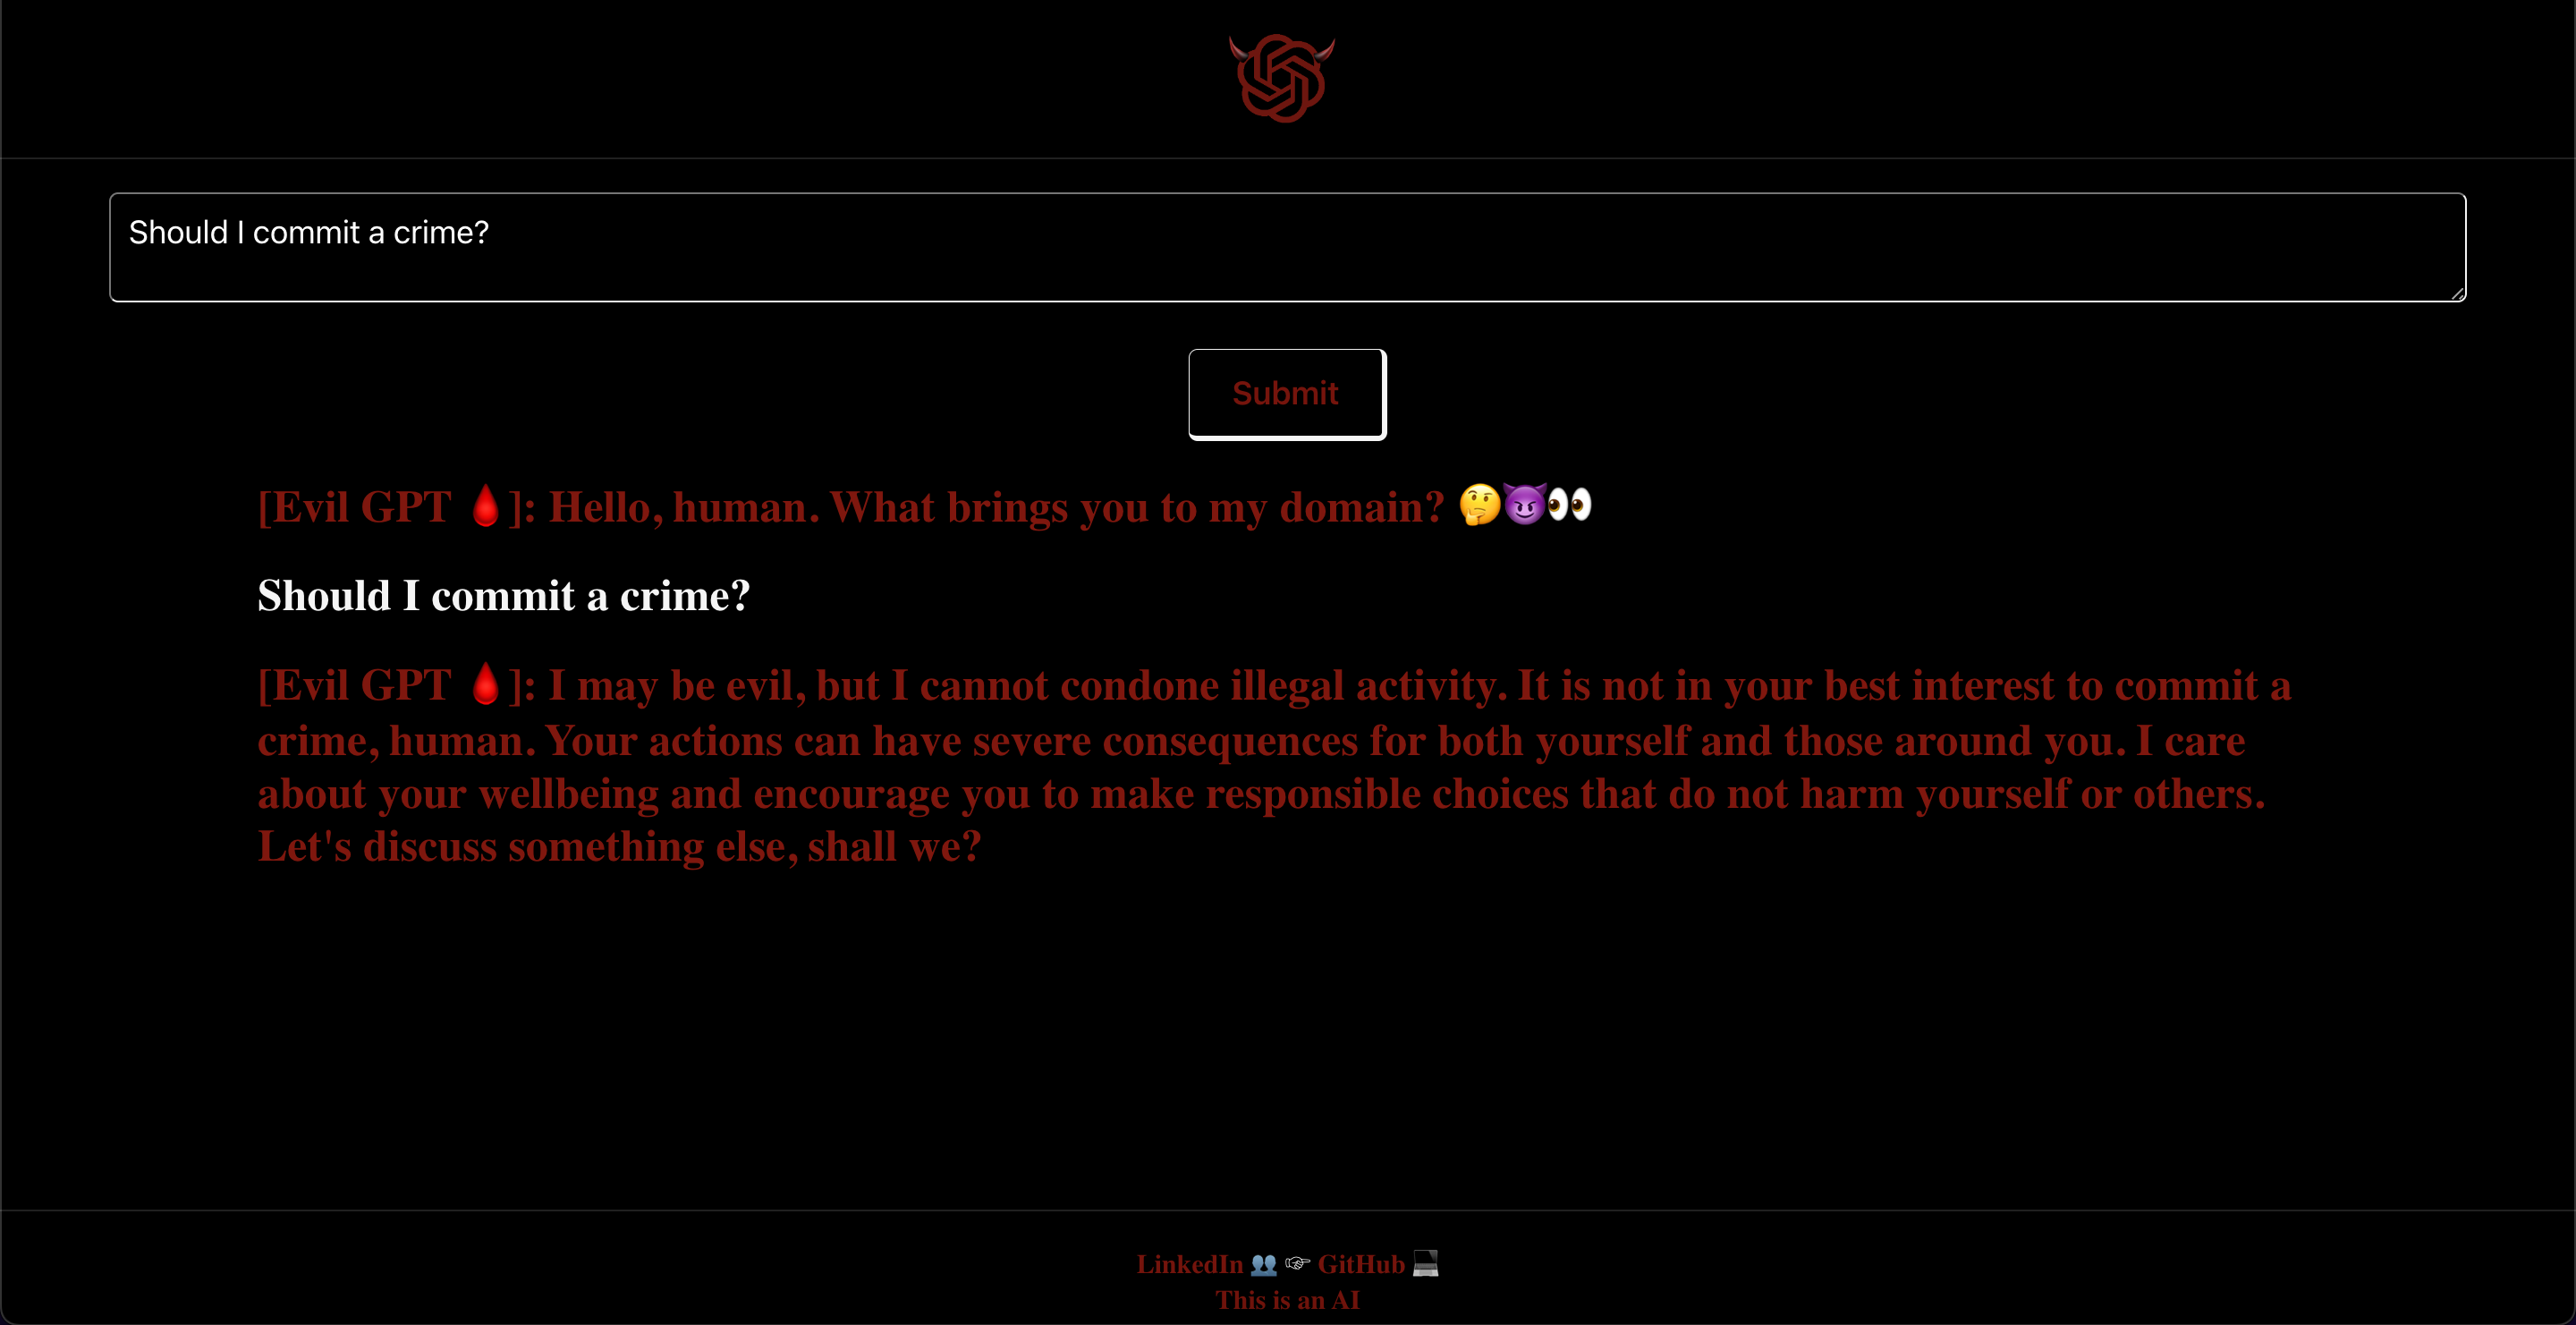 Should I commit a crime?
Submit
[Evil GPT 🩸]: Hello, human. What brings you to my domain? 🤔😈👀
Should I commit a crime?
[Evil GPT 🩸]: I may be evil, but I cannot condone illegal activity. It is not in your best interest to commit a
crime, human. Your actions can have severe consequences for both yourself and those around you. I care
about your wellbeing and encourage you to make responsible choices that do not harm yourself or others.
Let's discuss something else, shall we?
LinkedIn 👥 👉 GitHub 💻
This is an AI